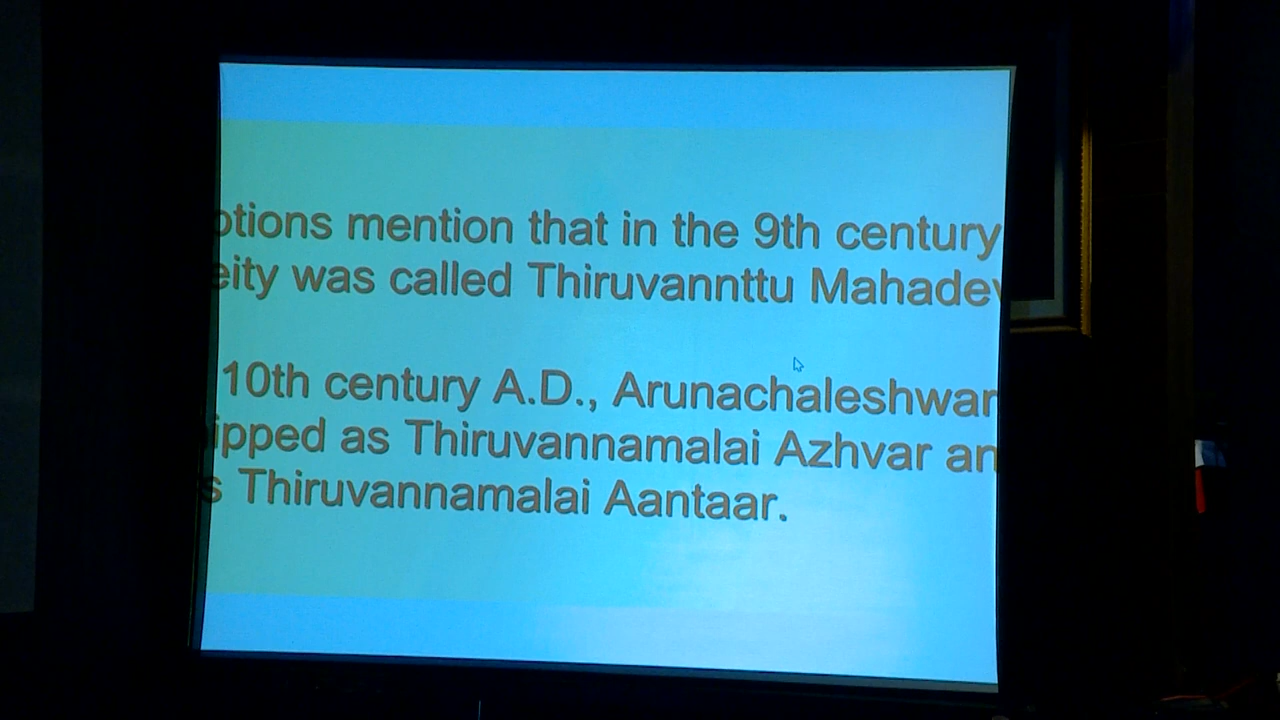 ptions mention that in the 9th century
eity was called Thiruvannttu Mahadev
10th century A.D., Arunachaleshwar
ipped as Thiruvannamalai Azhvar an
s Thiruvannamalai Aantaar.